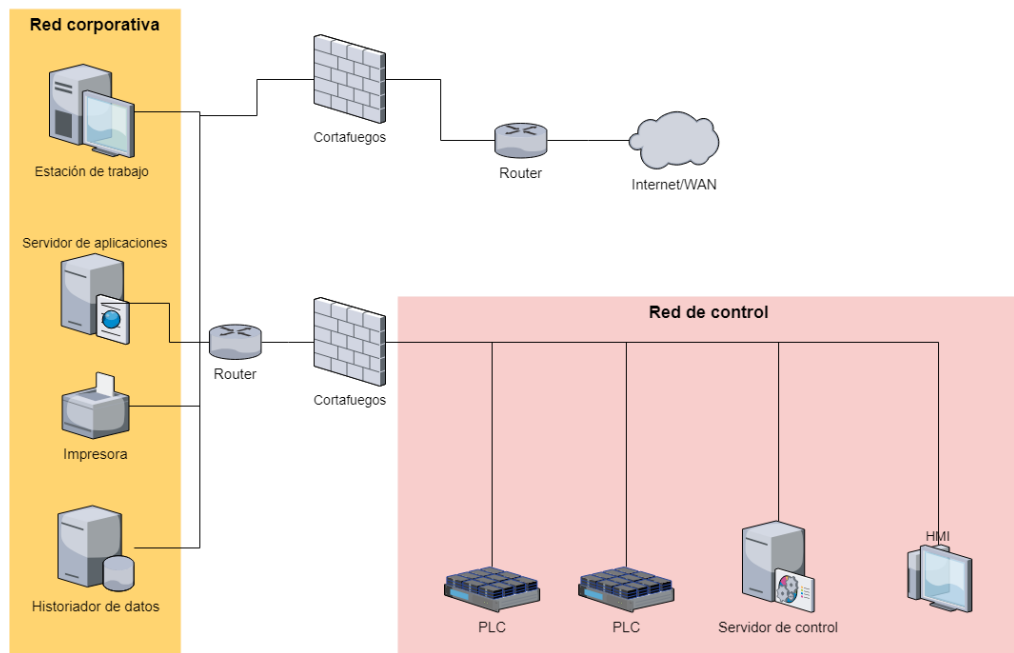 Red corporativa
Estación de trabajo
Cortafuegos
Router
Internet/WAN
Servidor de aplicaciones
Router
Cortafuegos
Red de control
Impresora
Historiador de datos
HMI
PLC
PLC
Servidor de control